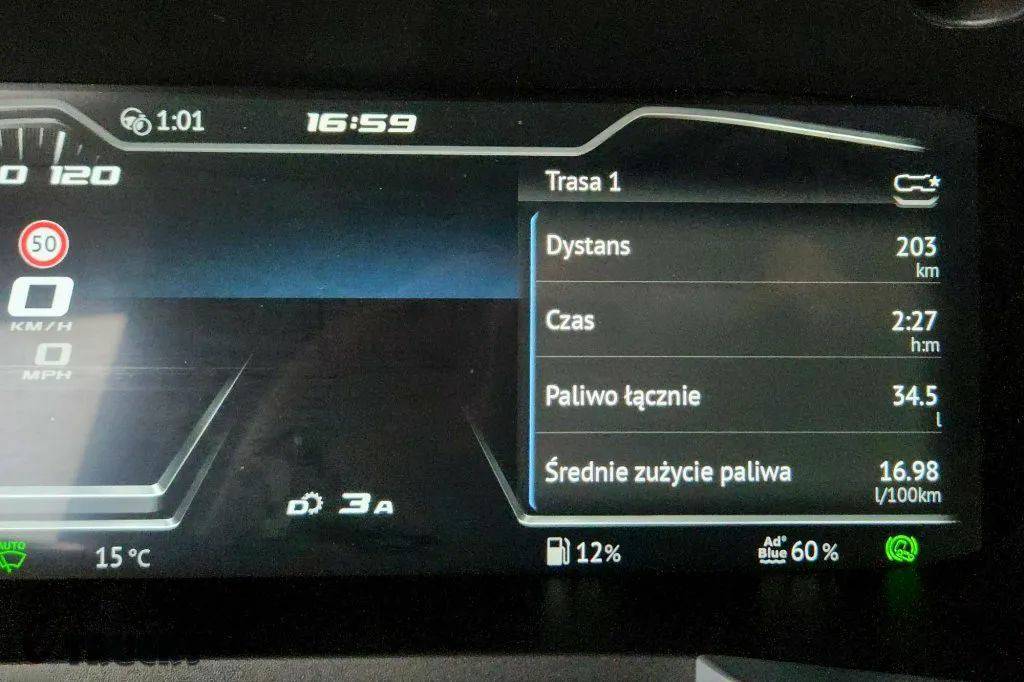 1:01
16:59
0 120
50
0
KM/H
0
MPH
Trasa 1
Dystans 203
km
Czas 2:27
h:m
Paliwo łącznie 34.5
l
Średnie zużycie paliwa 16.98
l/100km
D 3A
AUTO
15 °C
12%
Ad
Blue 60 %